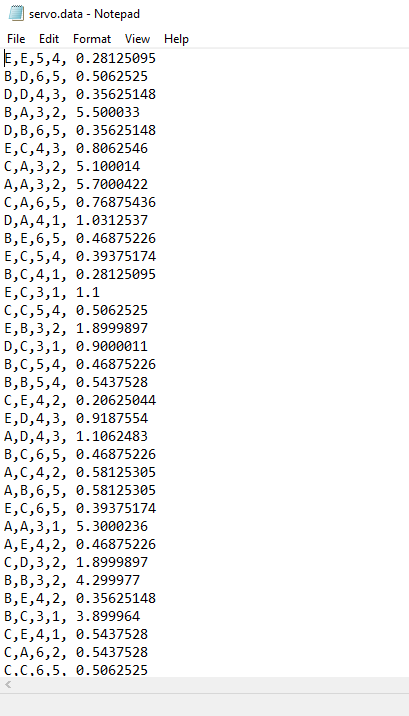 servo.data - Notepad
File Edit Format View Help
E,E,5,4, 0.28125095
B,D,6,5, 0.5062525
D,D,4,3, 0.35625148
B,A,3,2, 5.500033
D,B,6,5, 0.35625148
E,C,4,3, 0.8062546
C,A,3,2, 5.100014
A,A,3,2, 5.7000422
C,A,6,5, 0.76875436
D,A,4,1, 1.0312537
B,E,6,5, 0.46875226
E,C,5,4, 0.39375174
B,C,4,1, 0.28125095
E,C,3,1, 1.1
C,C,5,4, 0.5062525
E,B,3,2, 1.8999897
D,C,3,1, 0.9000011
B,C,5,4, 0.46875226
B,B,5,4, 0.5437528
C,E,4,2, 0.20625044
E,D,4,3, 0.9187554
A,D,4,3, 1.1062483
B,C,6,5, 0.46875226
A,C,4,2, 0.58125305
A,B,6,5, 0.58125305
E,C,6,5, 0.39375174
A,A,3,1, 5.3000236
A,E,4,2, 0.46875226
C,D,3,2, 1.8999897
B,B,3,2, 4.299977
B,E,4,2, 0.35625148
B,C,3,1, 3.899964
C,E,4,1, 0.5437528
C,A,6,2, 0.5437528
C,C,6,5, 0.5062525